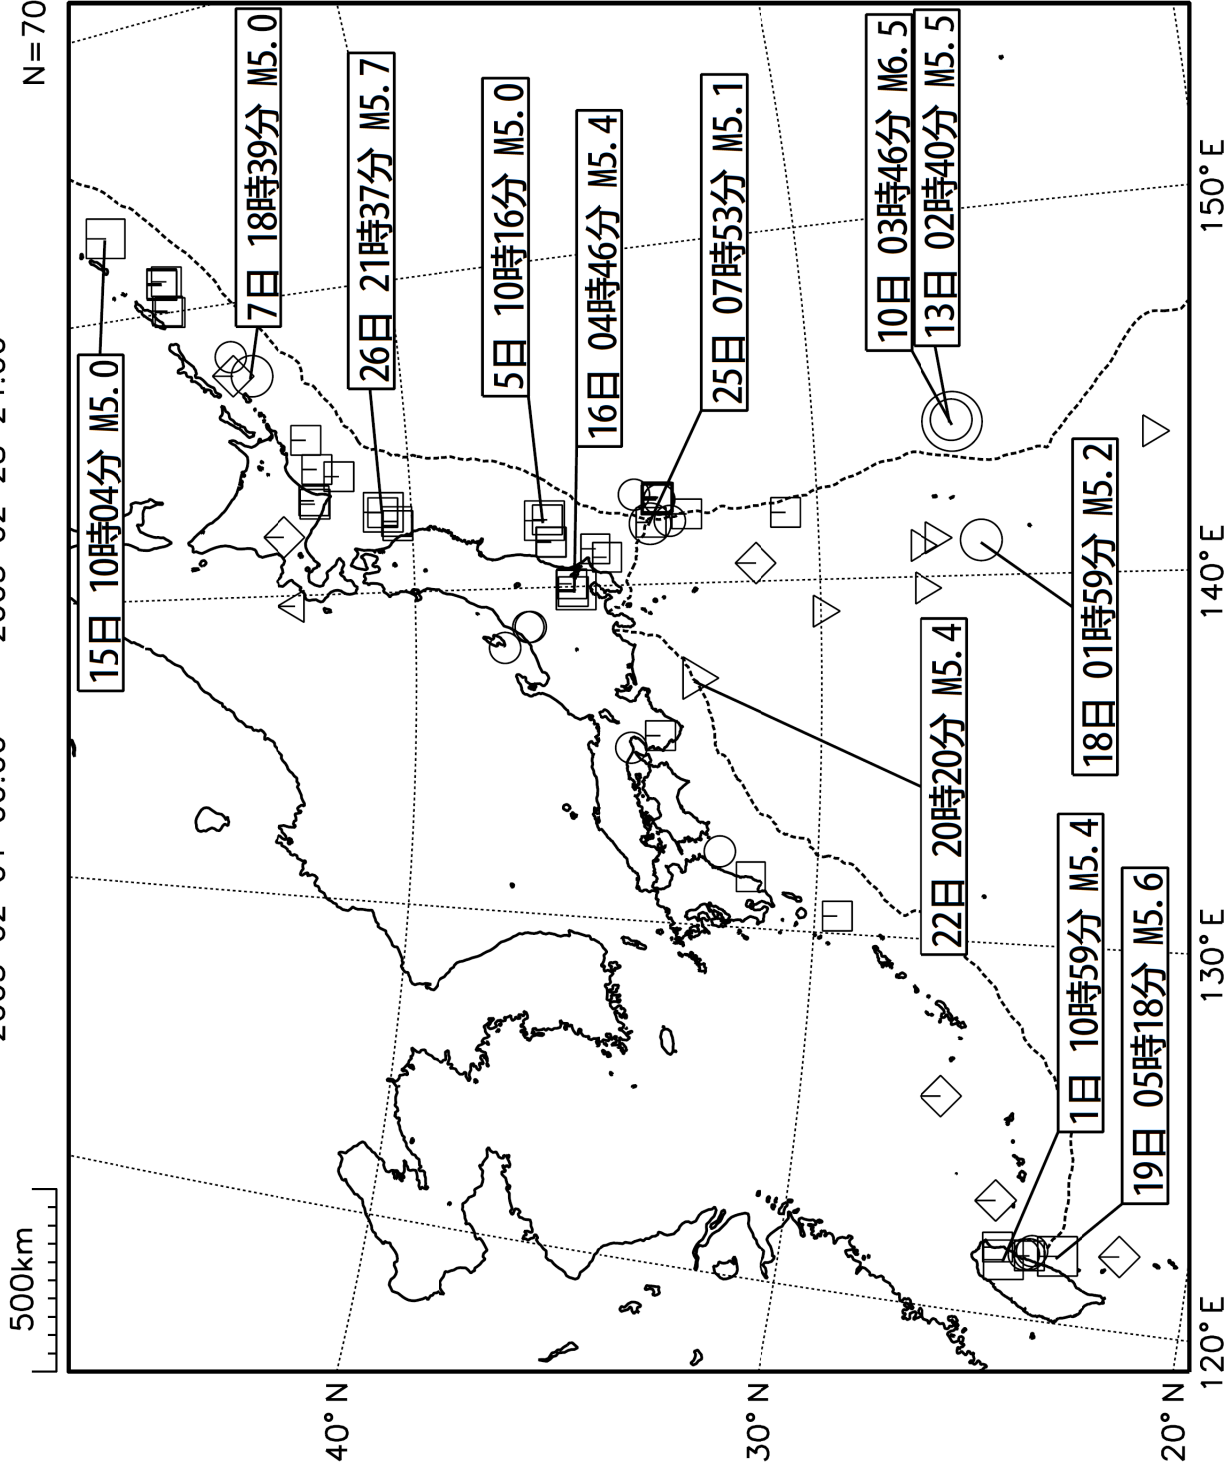 N=70
7日 18時39分 M5.0
26日 21時37分 M5.7
5日 10時16分 M5.0
16日 04時46分 M5.4
25日 07時53分 M5.1
10日 03時46分 M6.5
13日 02時40分 M5.5
15日 10時04分 M5.0
18日 01時59分 M5.2
22日 20時20分 M5.4
1日 10時59分 M5.4
19日 05時18分 M5.6
500km
40°N
30°N
20°N
120°E
130°E
140°E
150°E